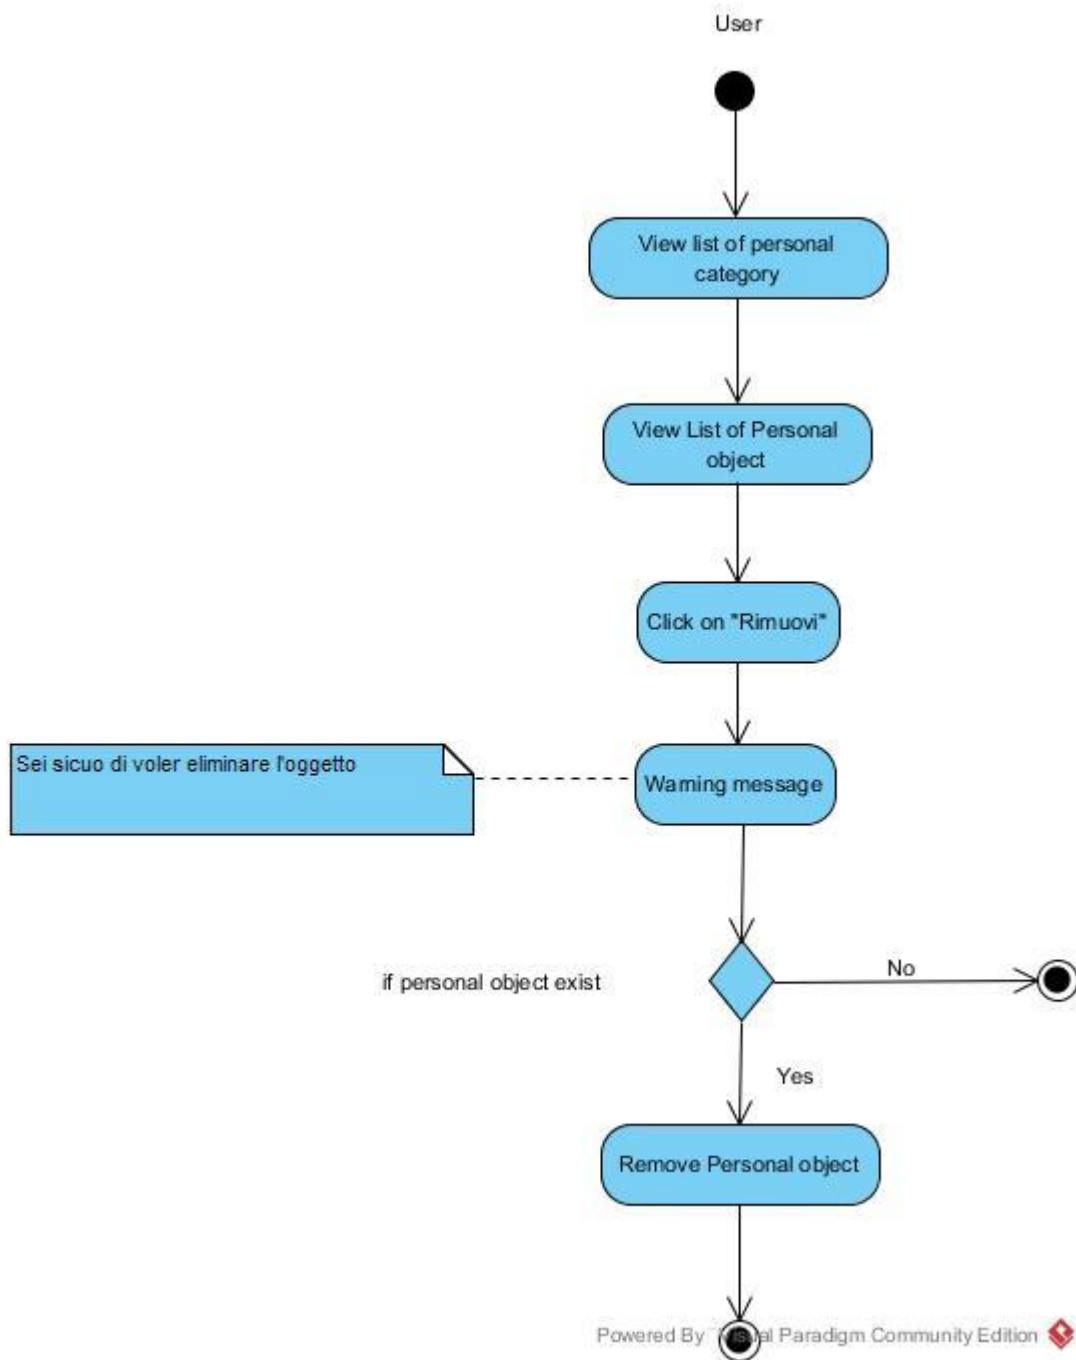 User
View list of personal
category
View List of Personal
object
Click on "Rimuovi"
Sei sicuo di voler eliminare l'oggetto
Warning message
if personal object exist
No
Yes
Remove Personal object
Powered By Visual Paradigm Community Edition